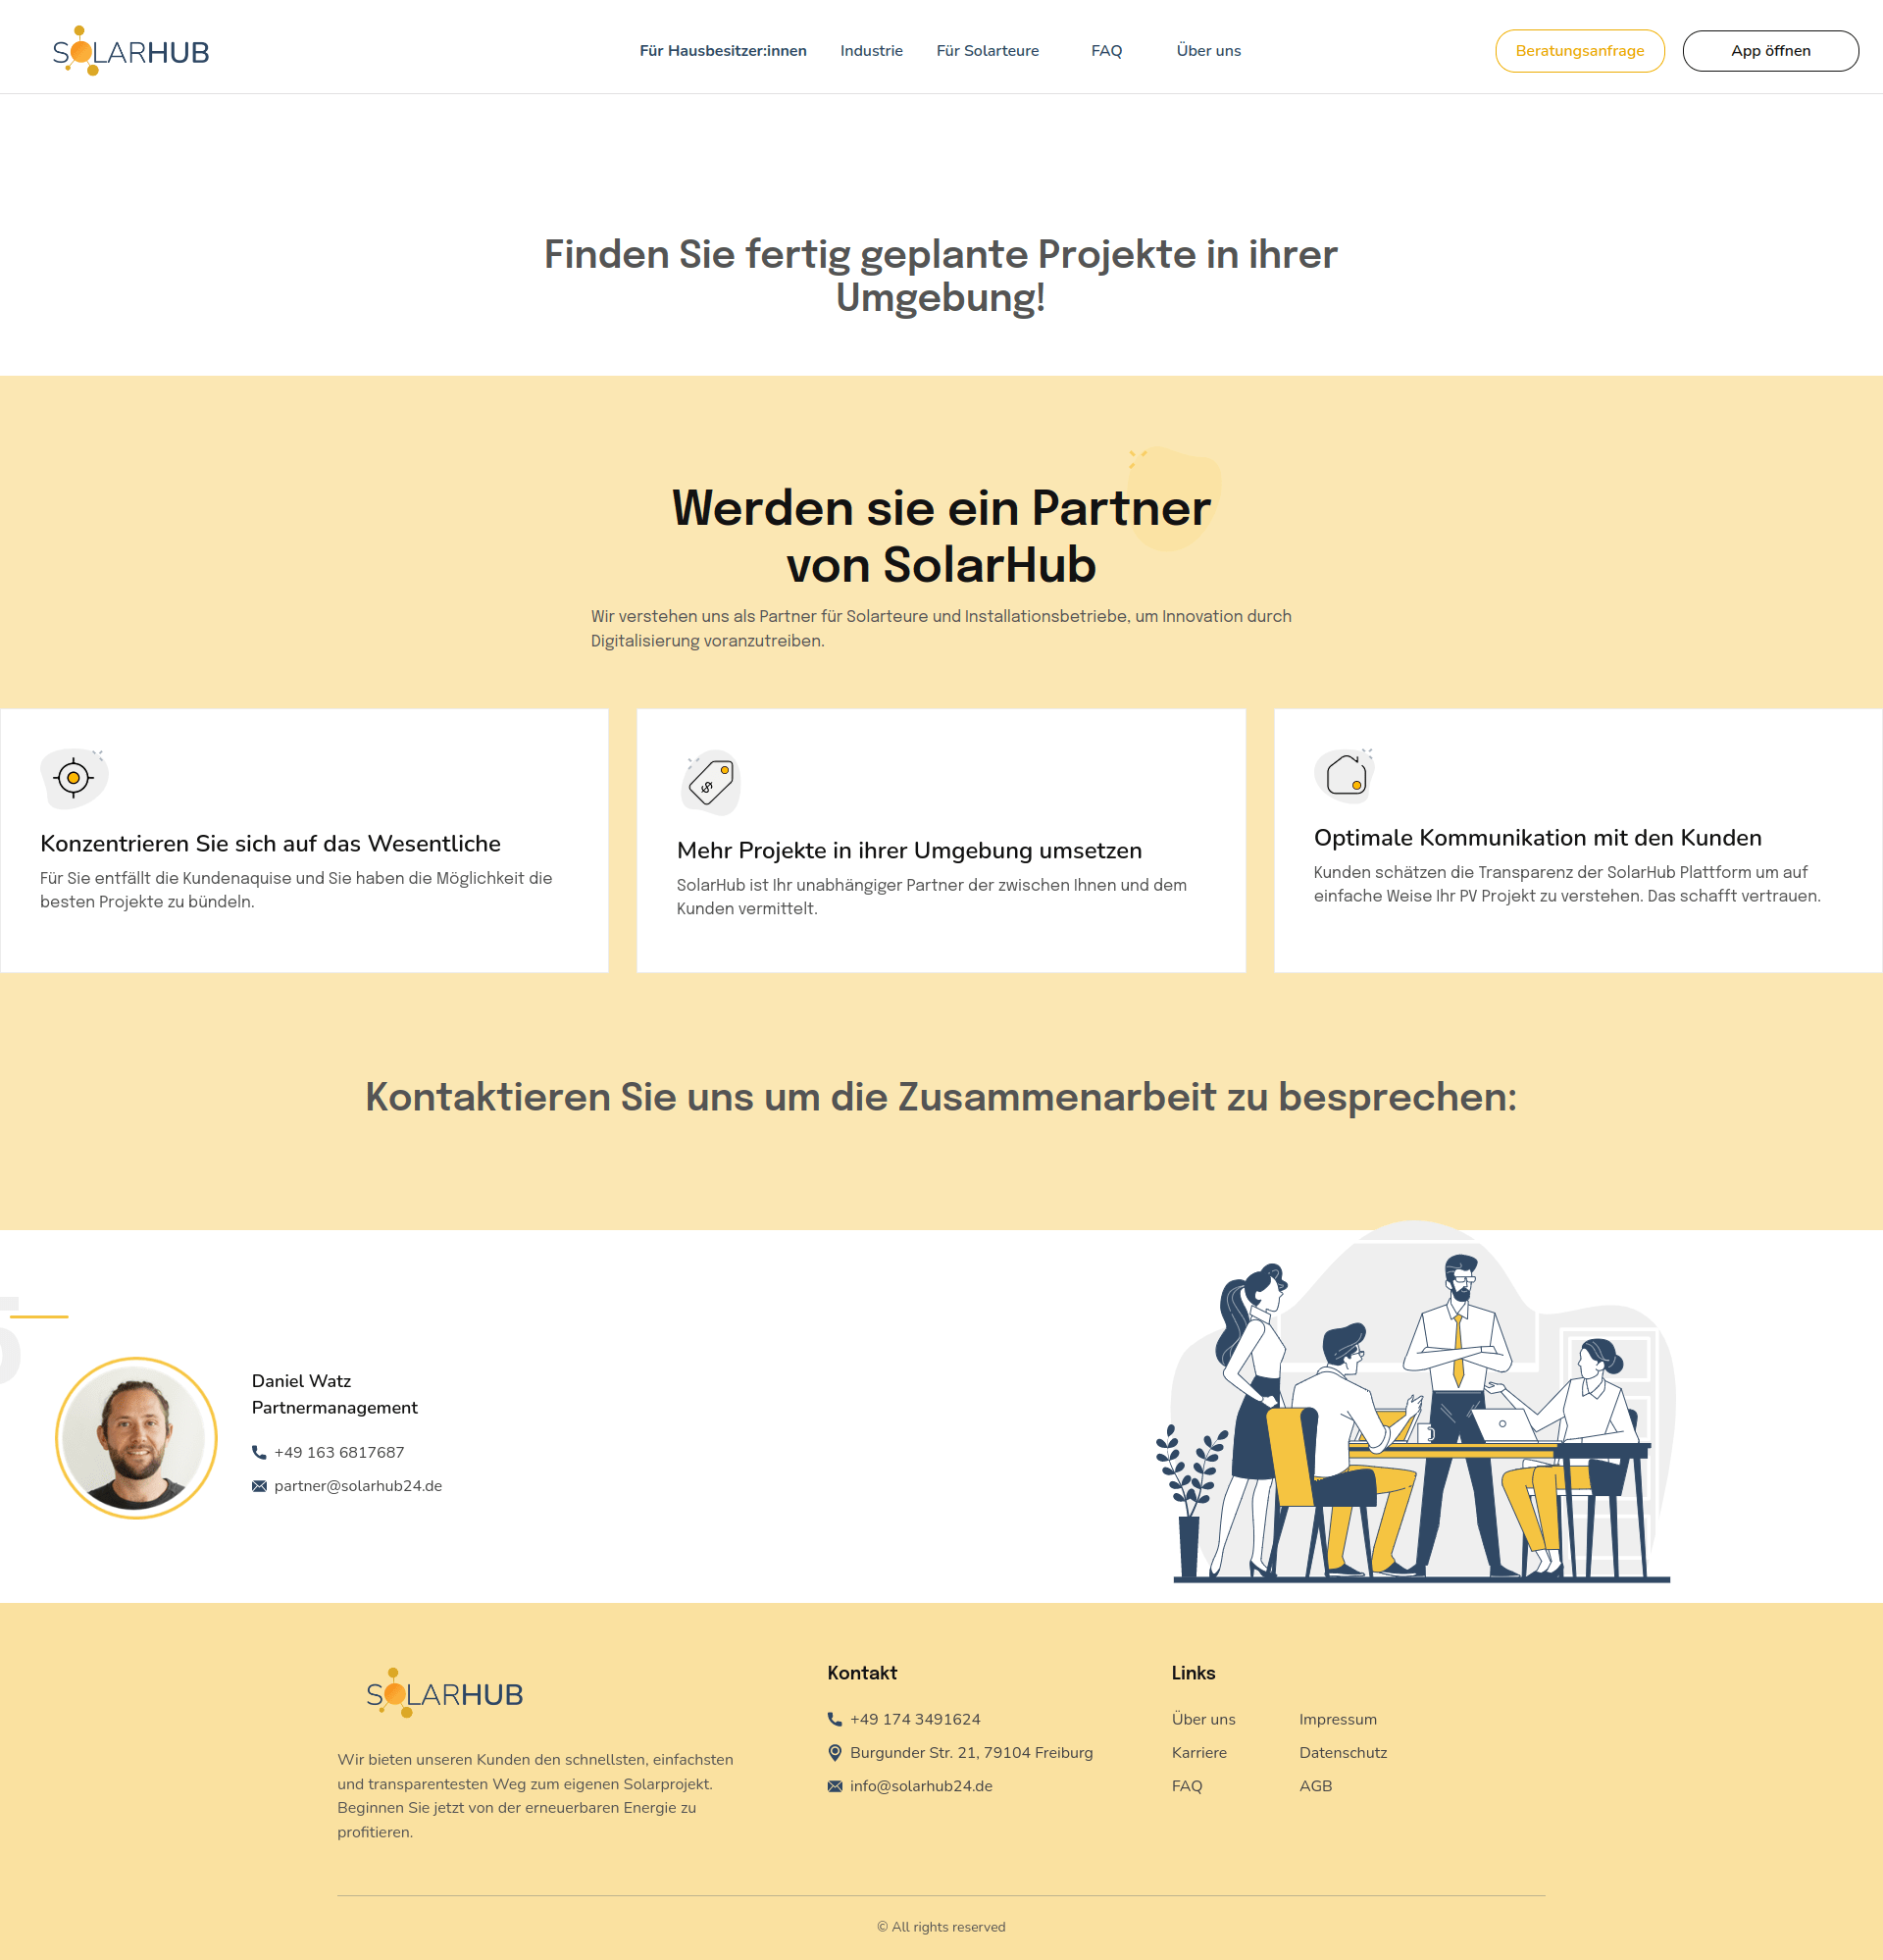 SOLARHUB
Für Hausbesitzer:innen
Industrie
Für Solarteure
FAQ
Über uns
Beratungsanfrage
App öffnen
Finden Sie fertig geplante Projekte in ihrer
Umgebung!
Werden sie ein Partner
von SolarHub
Wir verstehen uns als Partner für Solarteure und Installationsbetriebe, um Innovation durch
Digitalisierung voranzutreiben.
Konzentrieren Sie sich auf das Wesentliche
Für Sie entfällt die Kundenaquise und Sie haben die Möglichkeit die
besten Projekte zu bündeln.
$
Mehr Projekte in ihrer Umgebung umsetzen
SolarHub ist Ihr unabhängiger Partner der zwischen Ihnen und dem
Kunden vermittelt.
Optimale Kommunikation mit den Kunden
Kunden schätzen die Transparenz der SolarHub Plattform um auf
einfache Weise Ihr PV Projekt zu verstehen. Das schafft vertrauen.
Kontaktieren Sie uns um die Zusammenarbeit zu besprechen:
5
Daniel Watz
Partnermanagement
+49 163 6817687
partner@solarhub24.de
SOLARHUB
Wir bieten unseren Kunden den schnellsten, einfachsten
und transparentesten Weg zum eigenen Solarprojekt.
Beginnen Sie jetzt von der erneuerbaren Energie zu
profitieren.
Kontakt
+49 174 3491624
Burgunder Str. 21, 79104 Freiburg
info@solarhub24.de
Links
Über uns
Karriere
FAQ
Impressum
Datenschutz
AGB
© All rights reserved